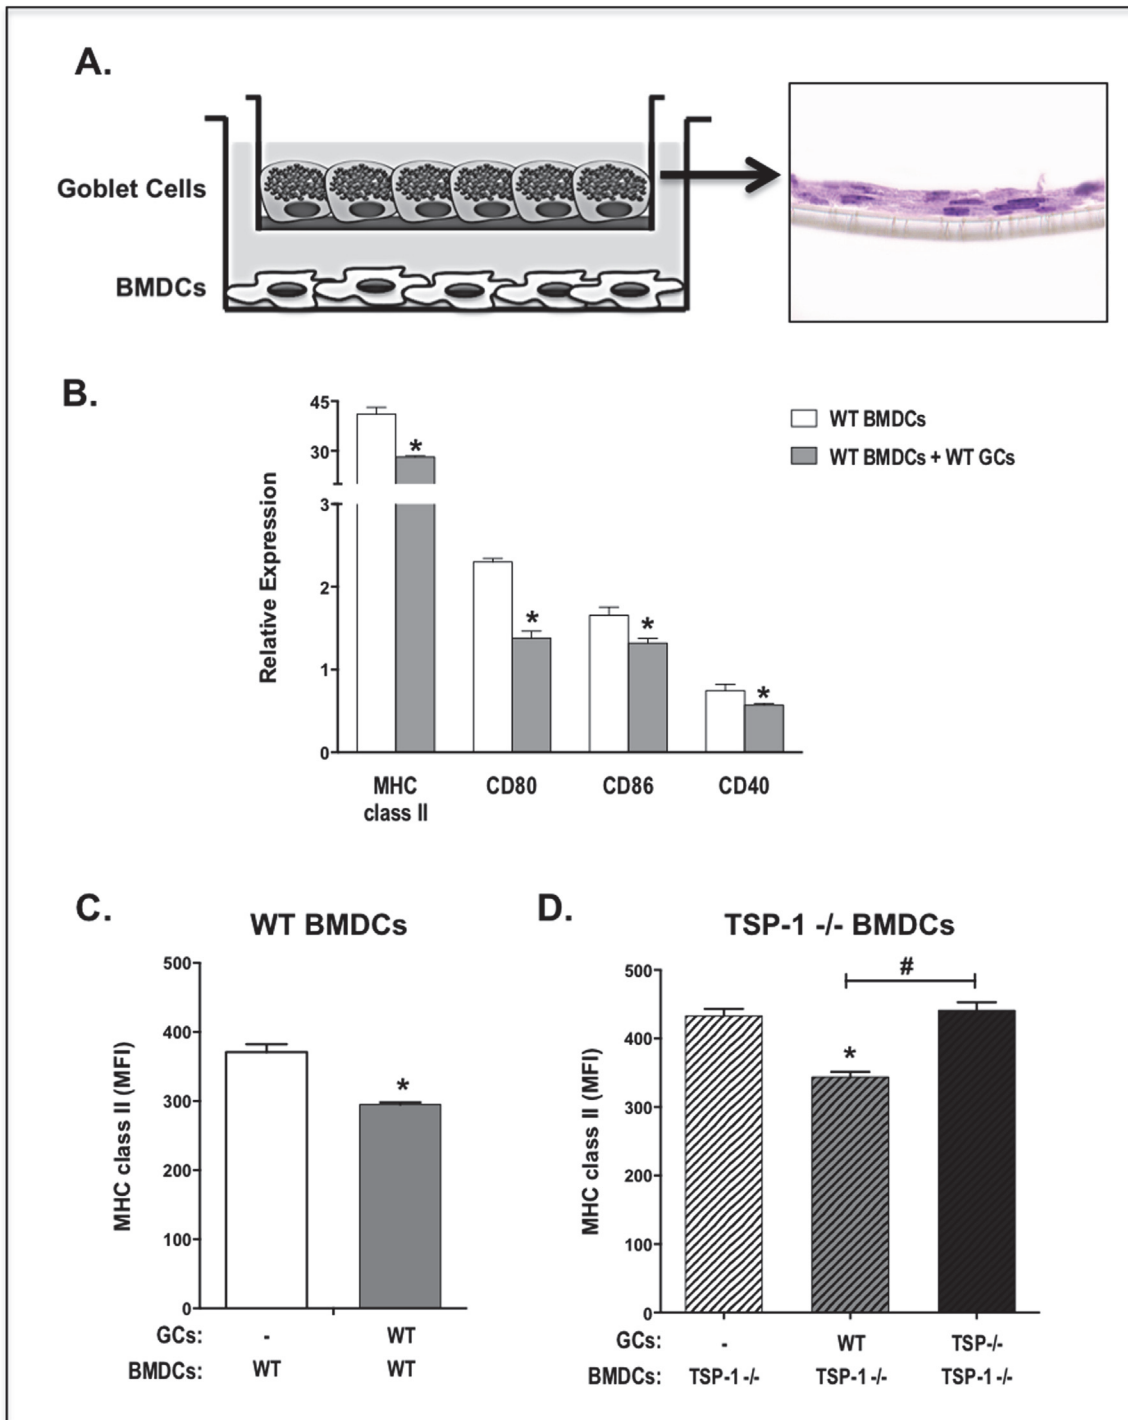 A.
Goblet Cells
BMDCs
B.
45
30
3
2
1
0
Relative Expression
*
*
*
*
MHC
class II
CD80
CD86
CD40
WT BMDCs
WT BMDCs + WT GCs
C.
WT BMDCs
500
400
300
200
100
0
MHC class II (MFI)
*
GCs: - WT
BMDCs: WT WT
D.
TSP-1 -/- BMDCs
500
400
300
200
100
0
MHC class II (MFI)
#
*
GCs: - WT TSP-/-
BMDCs: TSP-1 -/- TSP-1 -/- TSP-1 -/-